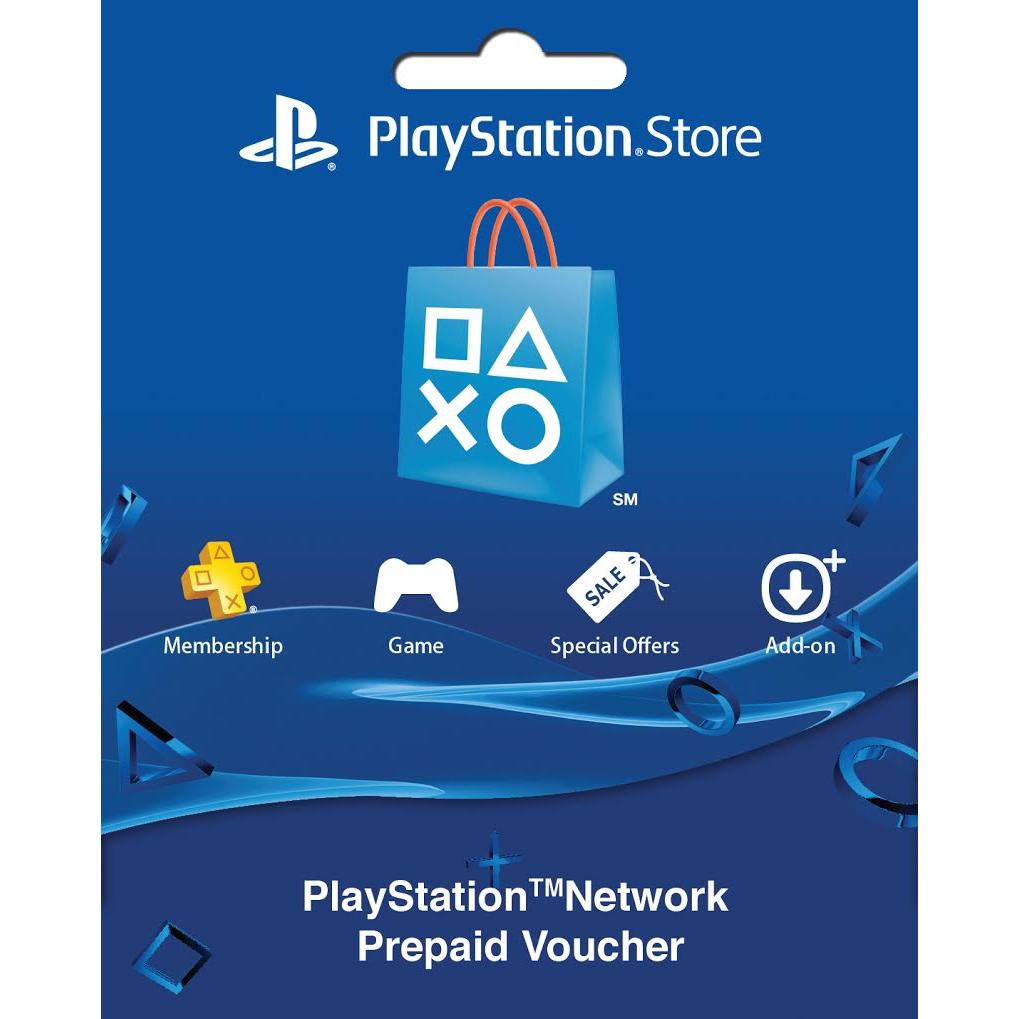 PlayStation®Store
SM
SALE
Membership
Game
Special Offers
Add-on
PlayStation™Network
Prepaid Voucher